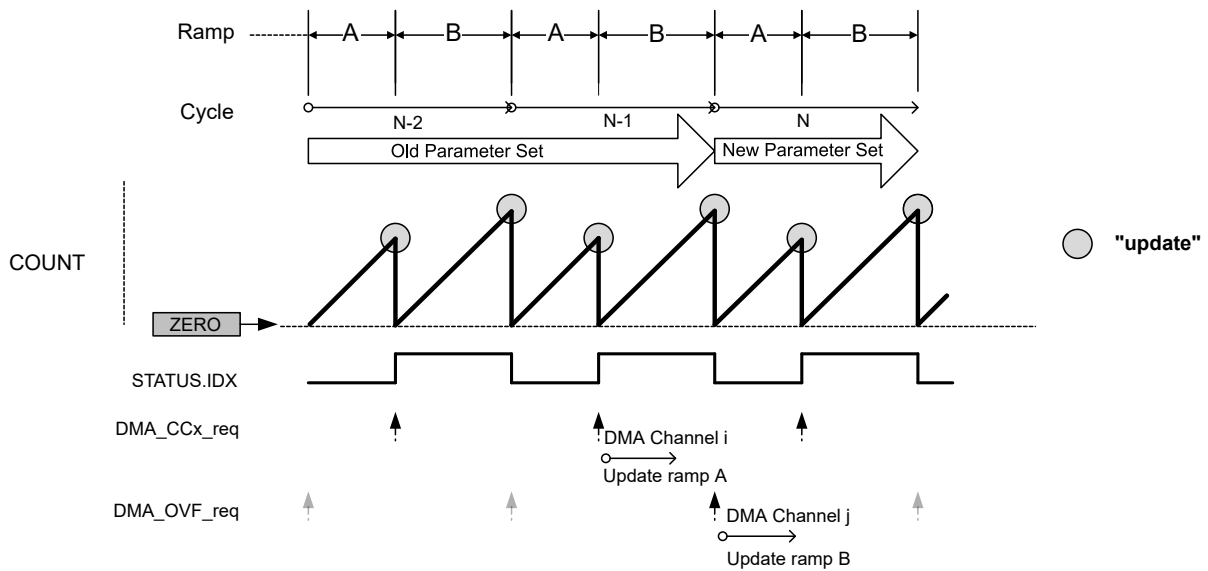 Ramp A B A B A B
Cycle
N-2 N-1 N
Old Parameter Set New Parameter Set
"update"
COUNT
ZERO
STATUS.IDX
DMA_CCx_req
DMA Channel i
Update ramp A
DMA_OVF_req
DMA Channel j
Update ramp B